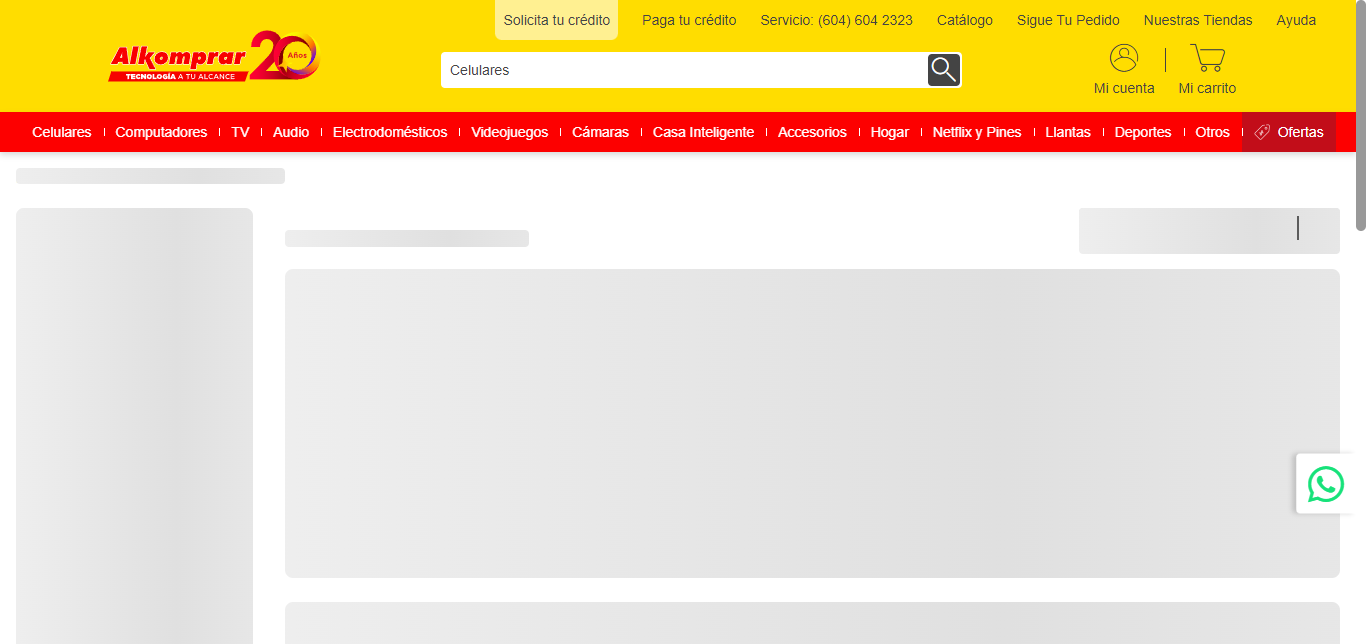 Solicita tu crédito Paga tu crédito Servicio: (604) 604 2323 Catálogo Sigue Tu Pedido Nuestras Tiendas Ayuda
Alkomprar 20 Años
TECNOLOGÍA A TU ALCANCE
Celulares
Mi cuenta Mi carrito
Celulares Computadores TV Audio Electrodomésticos Videojuegos Cámaras Casa Inteligente Accesorios Hogar Netflix y Pines Llantas Deportes Otros Ofertas